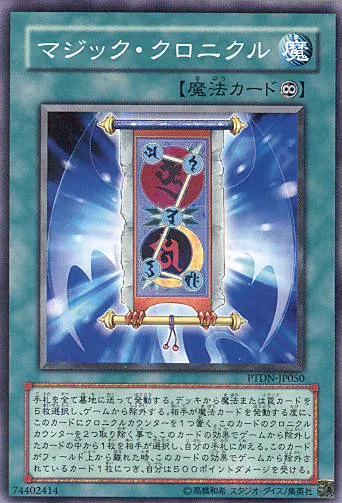 マジック・クロニクル
魔
【魔法カード∞】
PTDN-JP050
手札を全て墓地に送って発動する。デッキから魔法または罠カードを
５枚選択し、ゲームから除外する。相手が魔法カードを発動する度に、
このカードにクロニクルカウンターを１つ置く。このカードのクロニクル
カウンターを２つ取り除く事で、このカードの効果でゲームから除外し
たカードの中から１枚を相手が選択し、自分の手札に加える。このカー
ドがフィールド上から離れた時、このカードの効果でゲームから除外さ
れているカード１枚につき、自分は５００ポイントダメージを受ける。
74402414
©高橋和希 スタジオ・ダイス/集英社